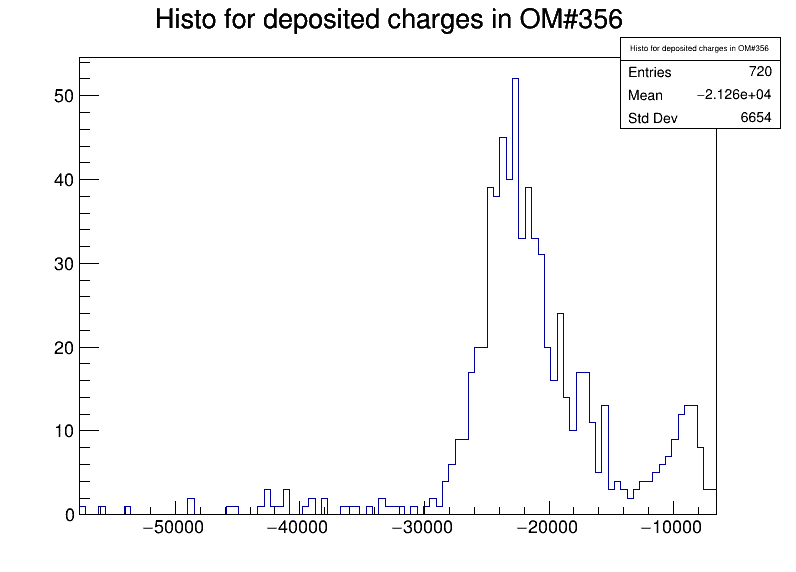 Histo for deposited charges in OM#356
Histo for deposited charges in OM#356
Entries 720
Mean −2.126e+04
Std Dev 6654
50
40
30
20
10
0
−50000 −40000 −30000 −20000 −10000